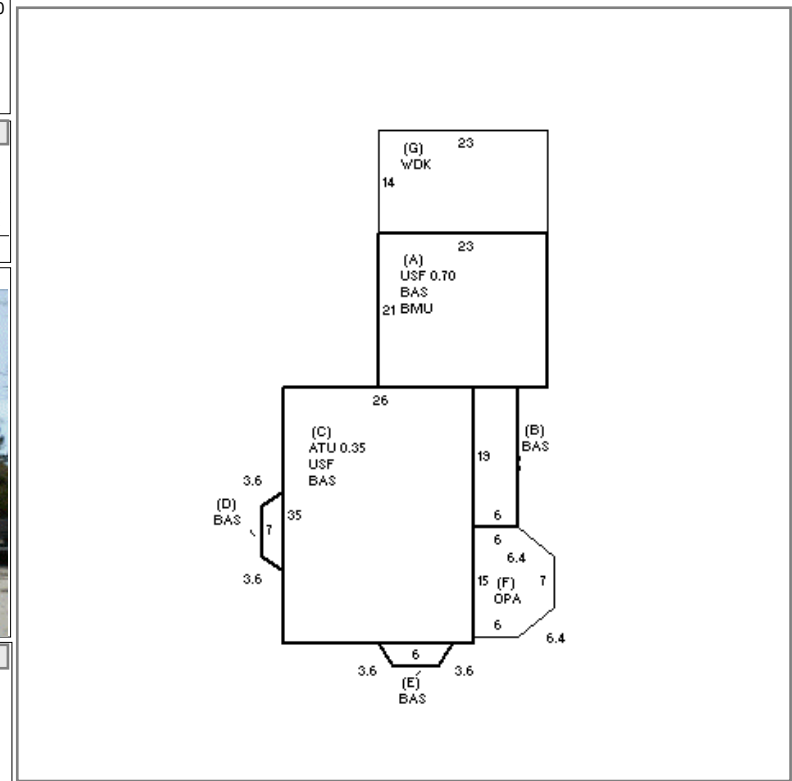 23
(G)
WDK
14
23
(A)
USF 0.70
BAS
21 BMU
26
(C)
ATU 0.35
USF
BAS
19
(B)
BAS
3.6
(D)
BAS
7
35
3.6
6
6
6.4
15 (F) 7
OPA
6
6.4
6
3.6
3.6
(E)
BAS